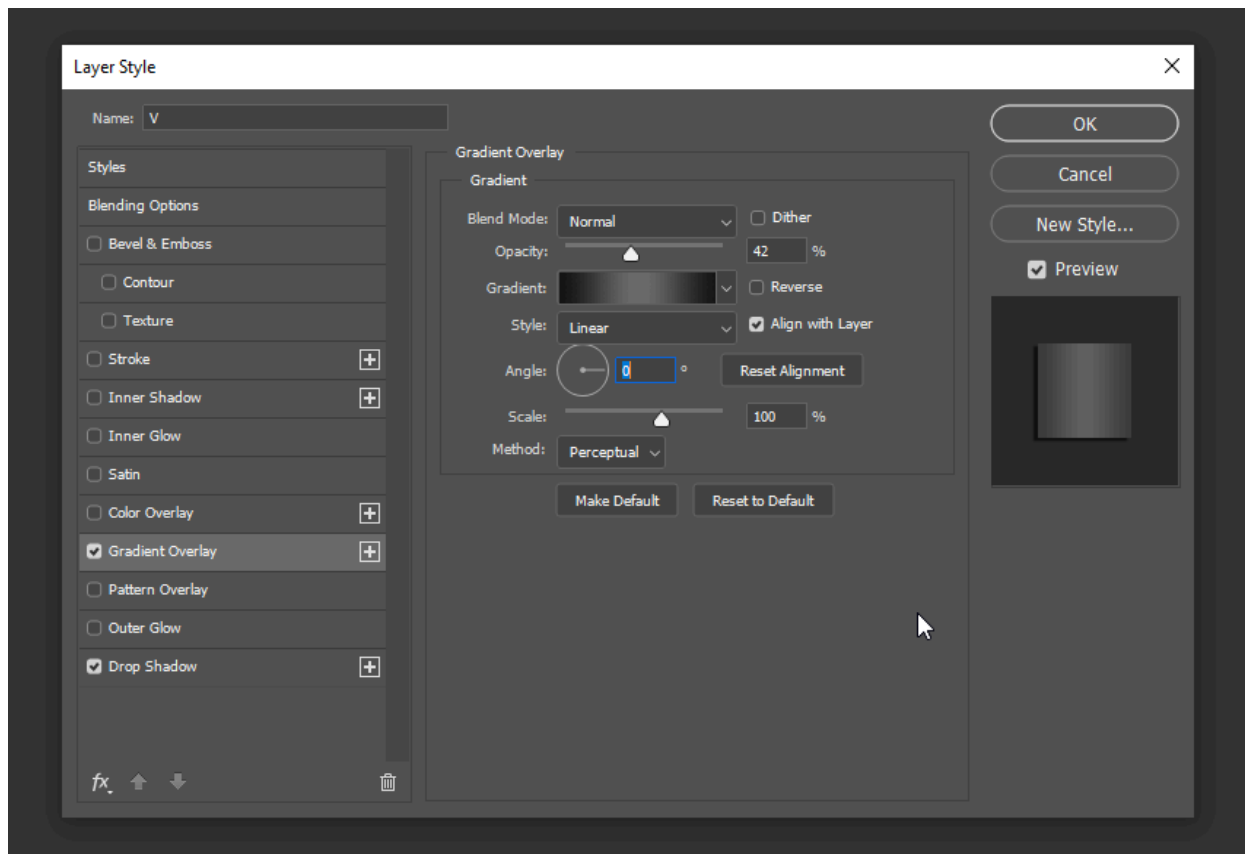 Layer Style
Name: V
OK
Cancel
New Style...
Preview
Styles
Blending Options
Bevel & Emboss
Contour
Texture
Stroke
Inner Shadow
Inner Glow
Satin
Color Overlay
Gradient Overlay
Pattern Overlay
Outer Glow
Drop Shadow
fx
Gradient Overlay
Gradient
Blend Mode: Normal Dither
Opacity: 42 %
Gradient: Reverse
Style: Linear Align with Layer
Angle: 0 ° Reset Alignment
Scale: 100 %
Method: Perceptual
Make Default Reset to Default